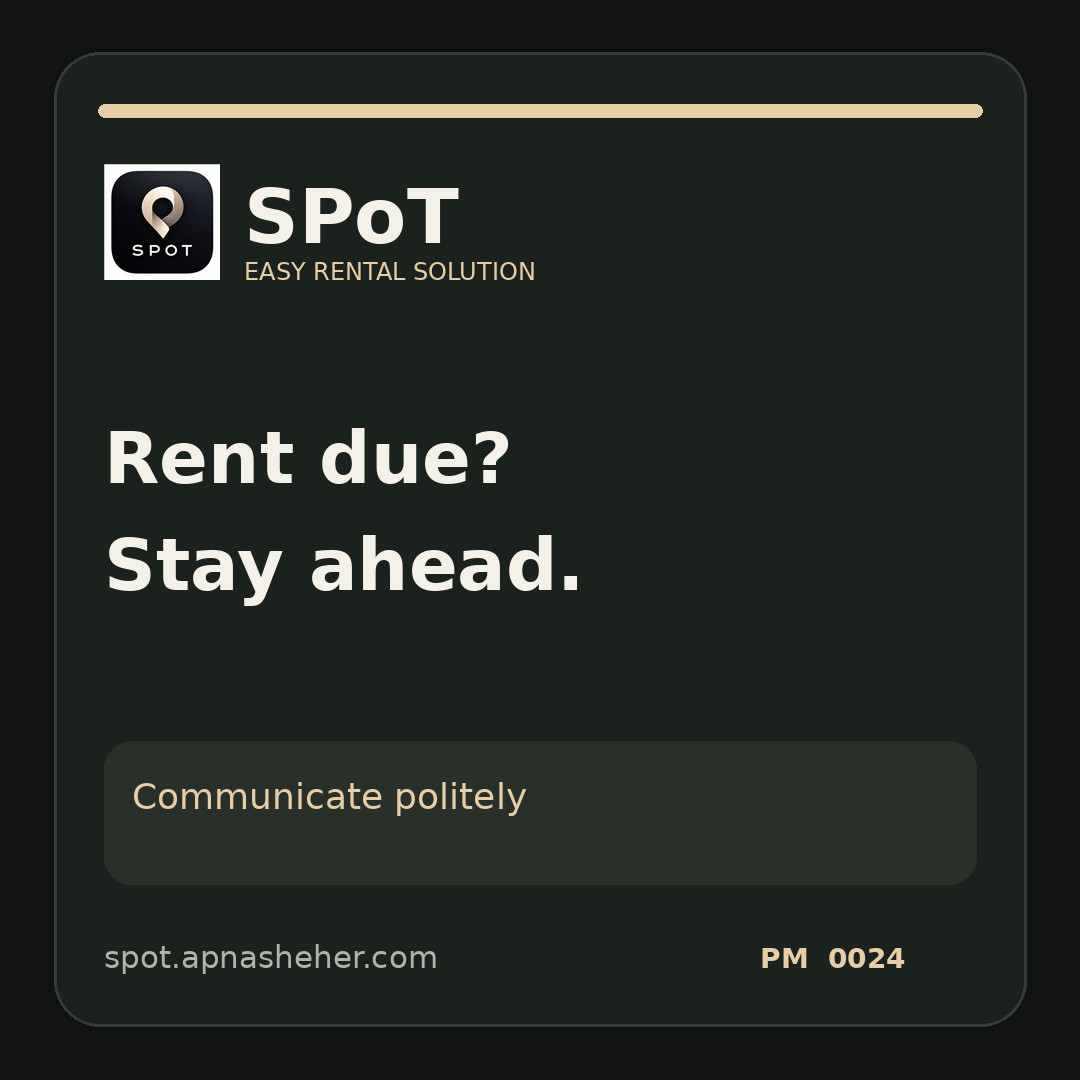 SPOT
SPoT
EASY RENTAL SOLUTION
Rent due?
Stay ahead.
Communicate politely
spot.apnasheher.com
PM 0024